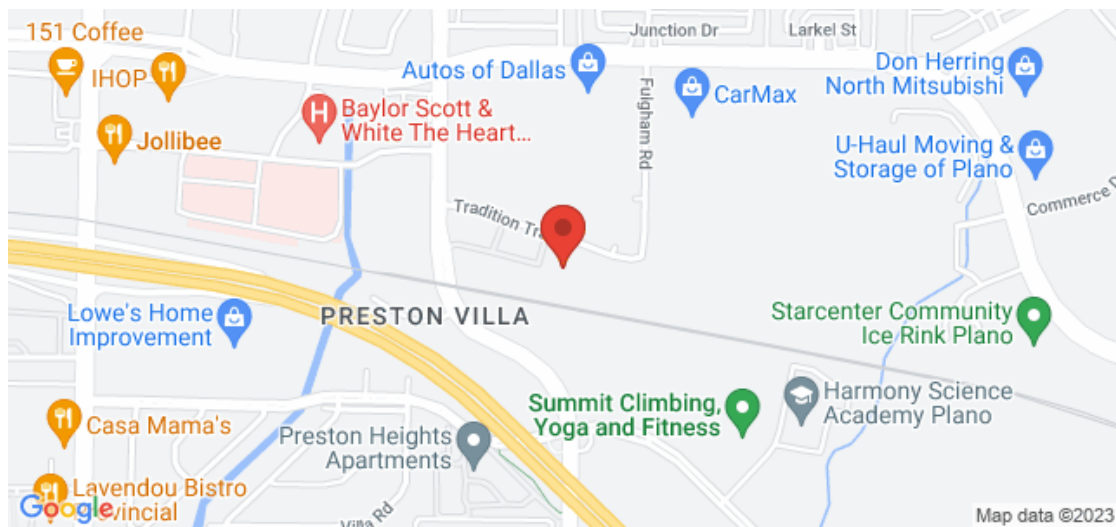 151 Coffee
IHOP
Jollibee
Baylor Scott &
White The Heart...
Autos of Dallas
Junction Dr
Larkel St
Fulgham Rd
CarMax
Don Herring
North Mitsubishi
U-Haul Moving &
Storage of Plano
Commerce D
Tradition Tra
PRESTON VILLA
Lowe's Home
Improvement
Starcenter Community
Ice Rink Plano
Summit Climbing,
Yoga and Fitness
Harmony Science
Academy Plano
Casa Mama's
Preston Heights
Apartments
Lavendou Bistro
Villa Rd
Google
Map data ©2023